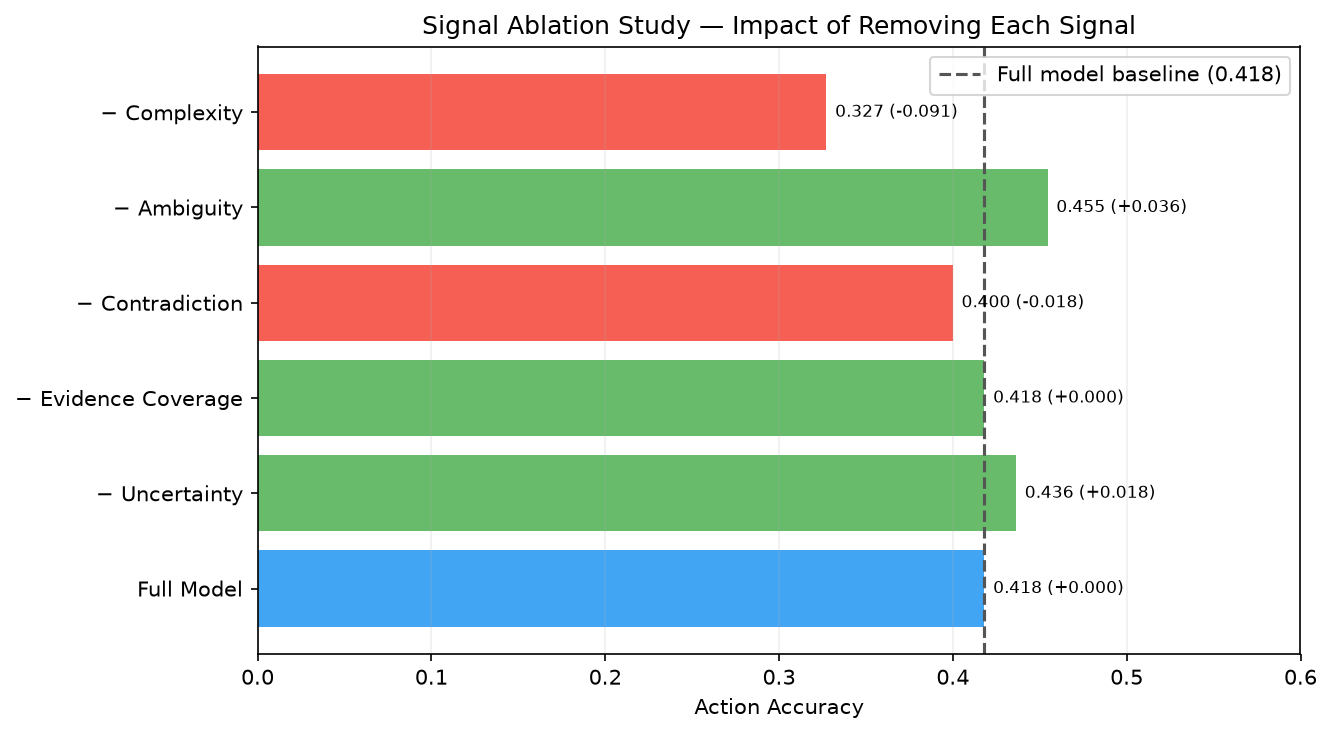 Signal Ablation Study — Impact of Removing Each Signal
Full model baseline (0.418)
− Complexity
0.327 (-0.091)
− Ambiguity
0.455 (+0.036)
− Contradiction
0.400 (-0.018)
− Evidence Coverage
0.418 (+0.000)
− Uncertainty
0.436 (+0.018)
Full Model
0.418 (+0.000)
0.0 0.1 0.2 0.3 0.4 0.5 0.6
Action Accuracy